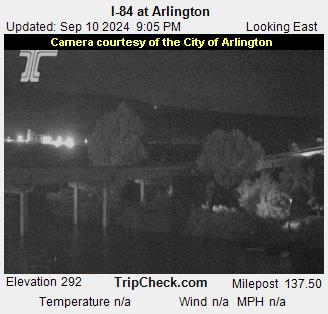 I-84 at Arlington
Updated: Sep 10 2024 9:05 PM Looking East
Camera courtesy of the City of Arlington
Elevation 292 TripCheck.com Milepost 137.50
Temperature n/a Wind n/a MPH n/a